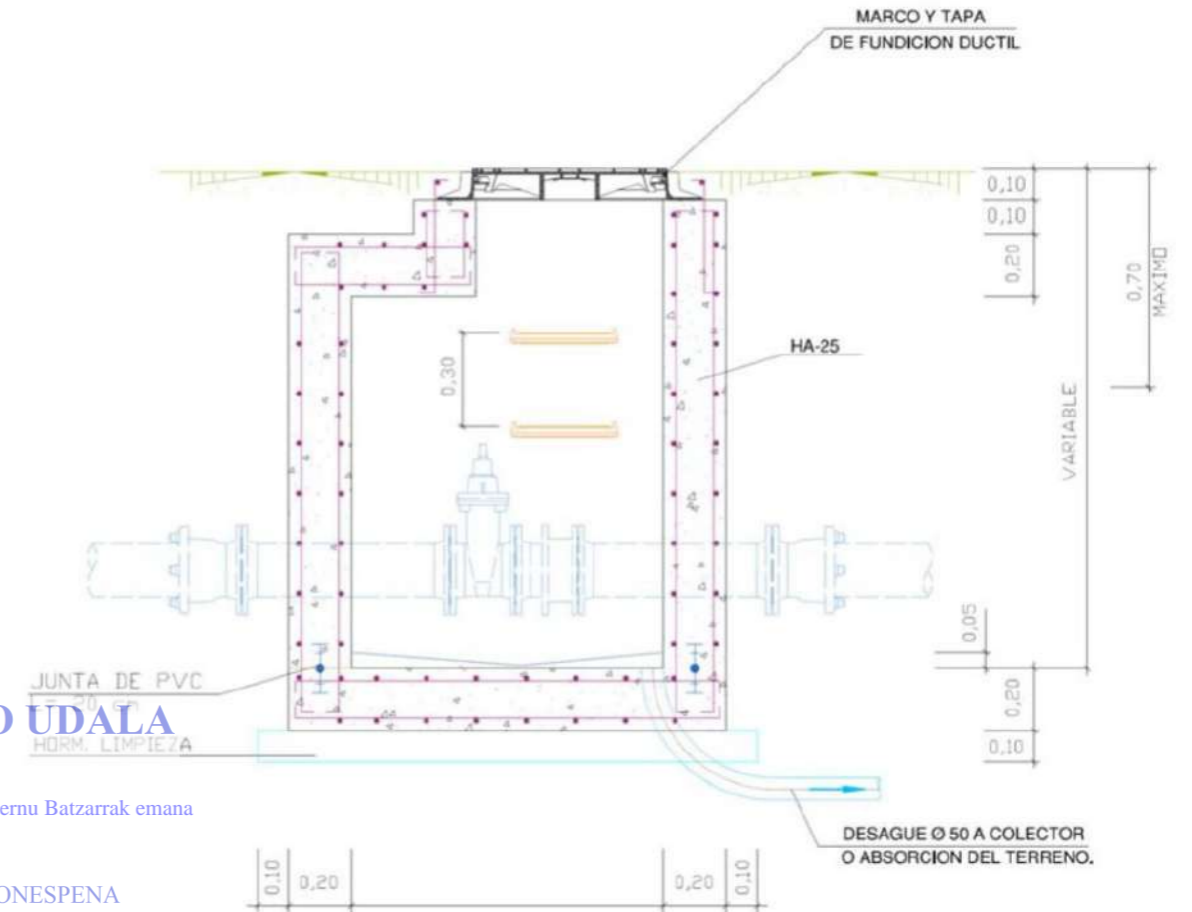 MARCO Y TAPA
DE FUNDICION DUCTIL
0,10
0,10
0,20
0,70
MAXIMO
HA-25
0,30
VARIABLE
0,05
JUNTA DE PVC
20 cm
UDALA
HORM. LIMPIEZA
0,20
0,10
ernu Batzarrak emana
DESAGUE Ø 50 A COLECTOR
O ABSORCION DEL TERRENO.
0,10
0,20
0,20
0,10
ONESPENA